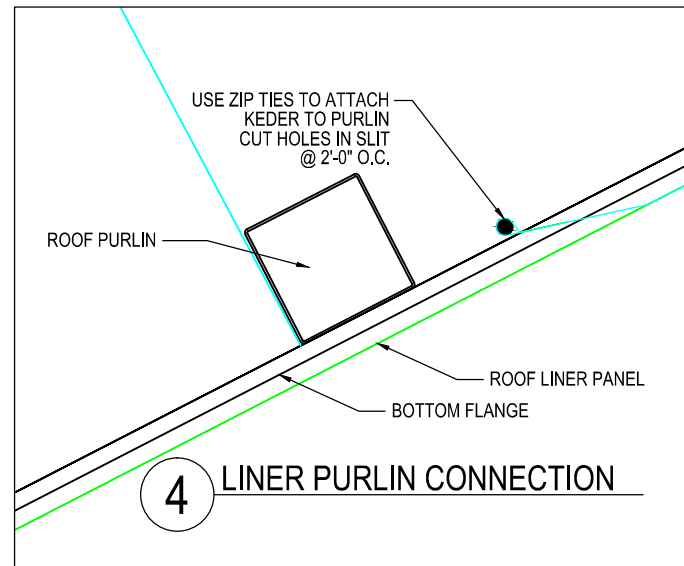 USE ZIP TIES TO ATTACH
KEDER TO PURLIN
CUT HOLES IN SLIT
@ 2'-0" O.C.
ROOF PURLIN
ROOF LINER PANEL
BOTTOM FLANGE
4 LINER PURLIN CONNECTION